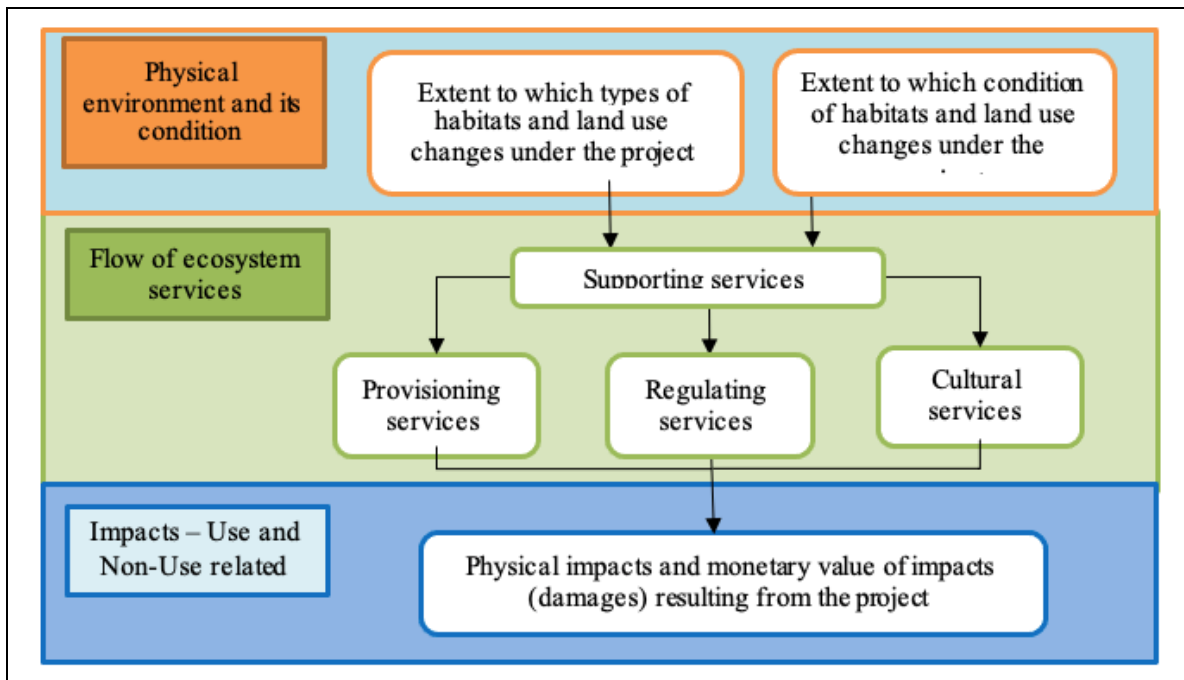 Physical
environment and its
condition
Extent to which types of
habitats and land use
changes under the project
Extent to which condition
of habitats and land use
changes under the
Flow of ecosystem
services
Supporting services
Provisioning
services
Regulating
services
Cultural
services
Impacts – Use and
Non-Use related
Physical impacts and monetary value of impacts
(damages) resulting from the project